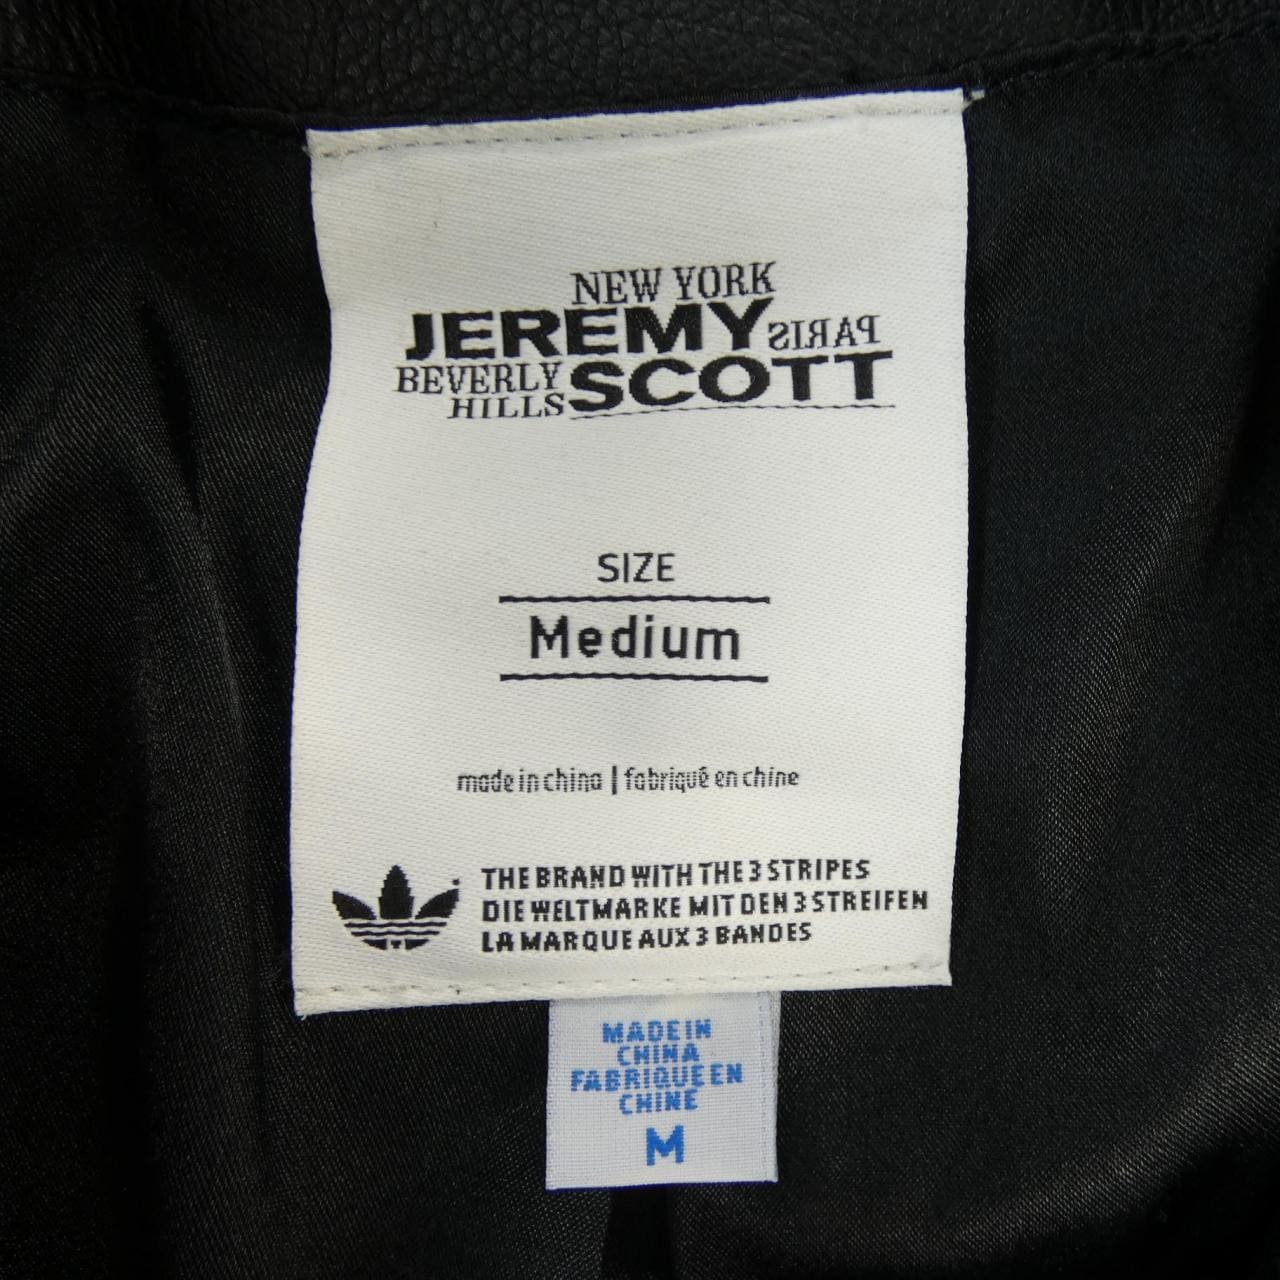 NEW YORK
JEREMY PARIS
BEVERLY SCOTT
HILLS
SIZE
Medium
made in china | fabriqué en chine
THE BRAND WITH THE 3 STRIPES
DIE WELTMARKE MIT DEN 3 STREIFEN
LA MARQUE AUX 3 BANDES
MADE IN
CHINA
FABRIQUE EN
CHINE
M